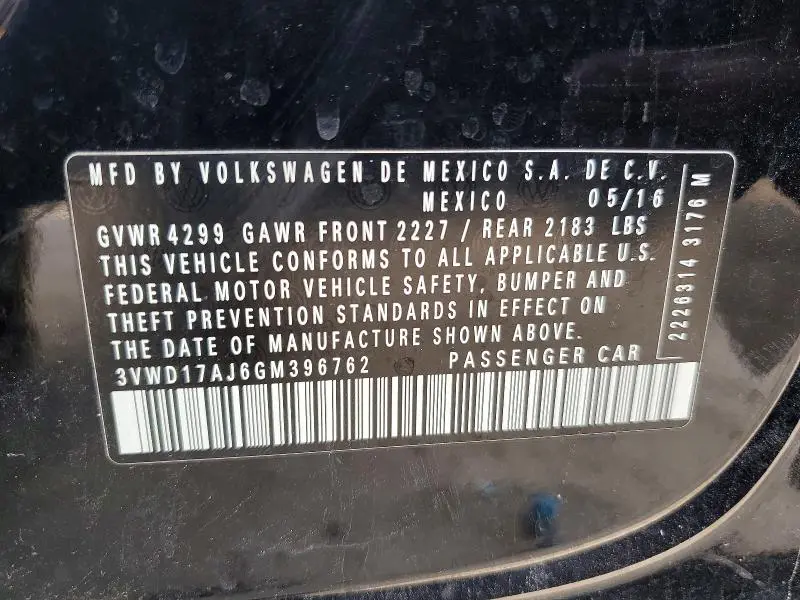 MFD BY VOLKSWAGEN DE MEXICO S.A. DE C.V.
MEXICO 05/16
GVWR 4299 GAWR FRONT 2227 / REAR 2183 LBS
THIS VEHICLE CONFORMS TO ALL APPLICABLE U.S.
FEDERAL MOTOR VEHICLE SAFETY, BUMPER AND
THEFT PREVENTION STANDARDS IN EFFECT ON
THE DATE OF MANUFACTURE SHOWN ABOVE.
3VWD17AJ6GM396762 PASSENGER CAR
2226314 3176 M